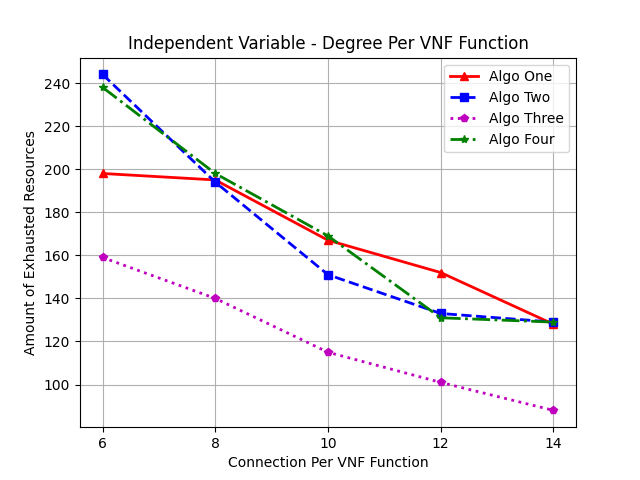 Independent Variable - Degree Per VNF Function
Algo One
Algo Two
Algo Three
Algo Four
Amount of Exhausted Resources
240
220
200
180
160
140
120
100
6 8 10 12 14
Connection Per VNF Function